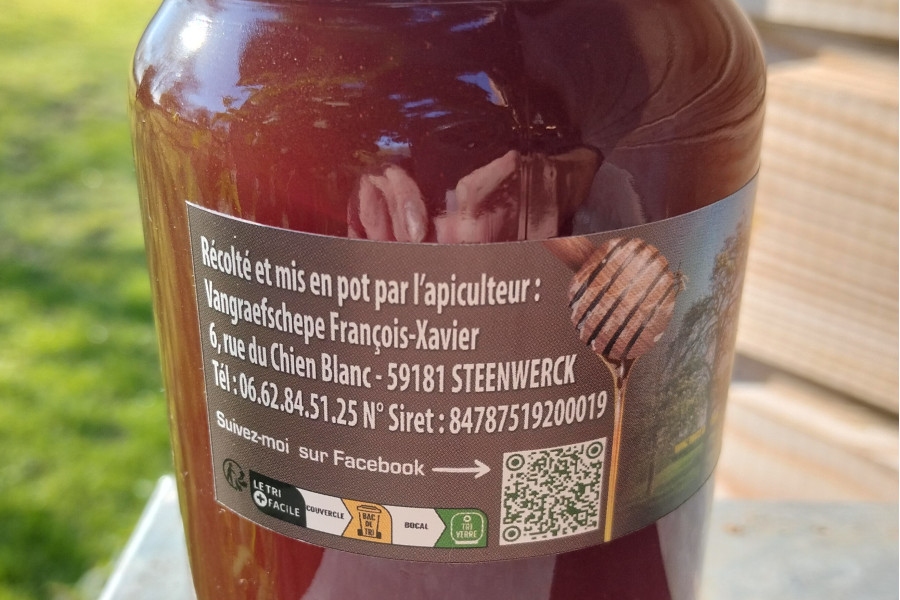 Récolté et mis en pot par l'apiculteur :
Vangraefschepe François-Xavier
6, rue du Chien Blanc - 59181 STEENWERCK
Tél : 06.62.84.51.25 N° Siret : 84787519200019
Suivez-moi sur Facebook
LE TRI
+ FACILE
COUVERCLE
BAC
DE
TRI
BOCAL
TRI
VERRE